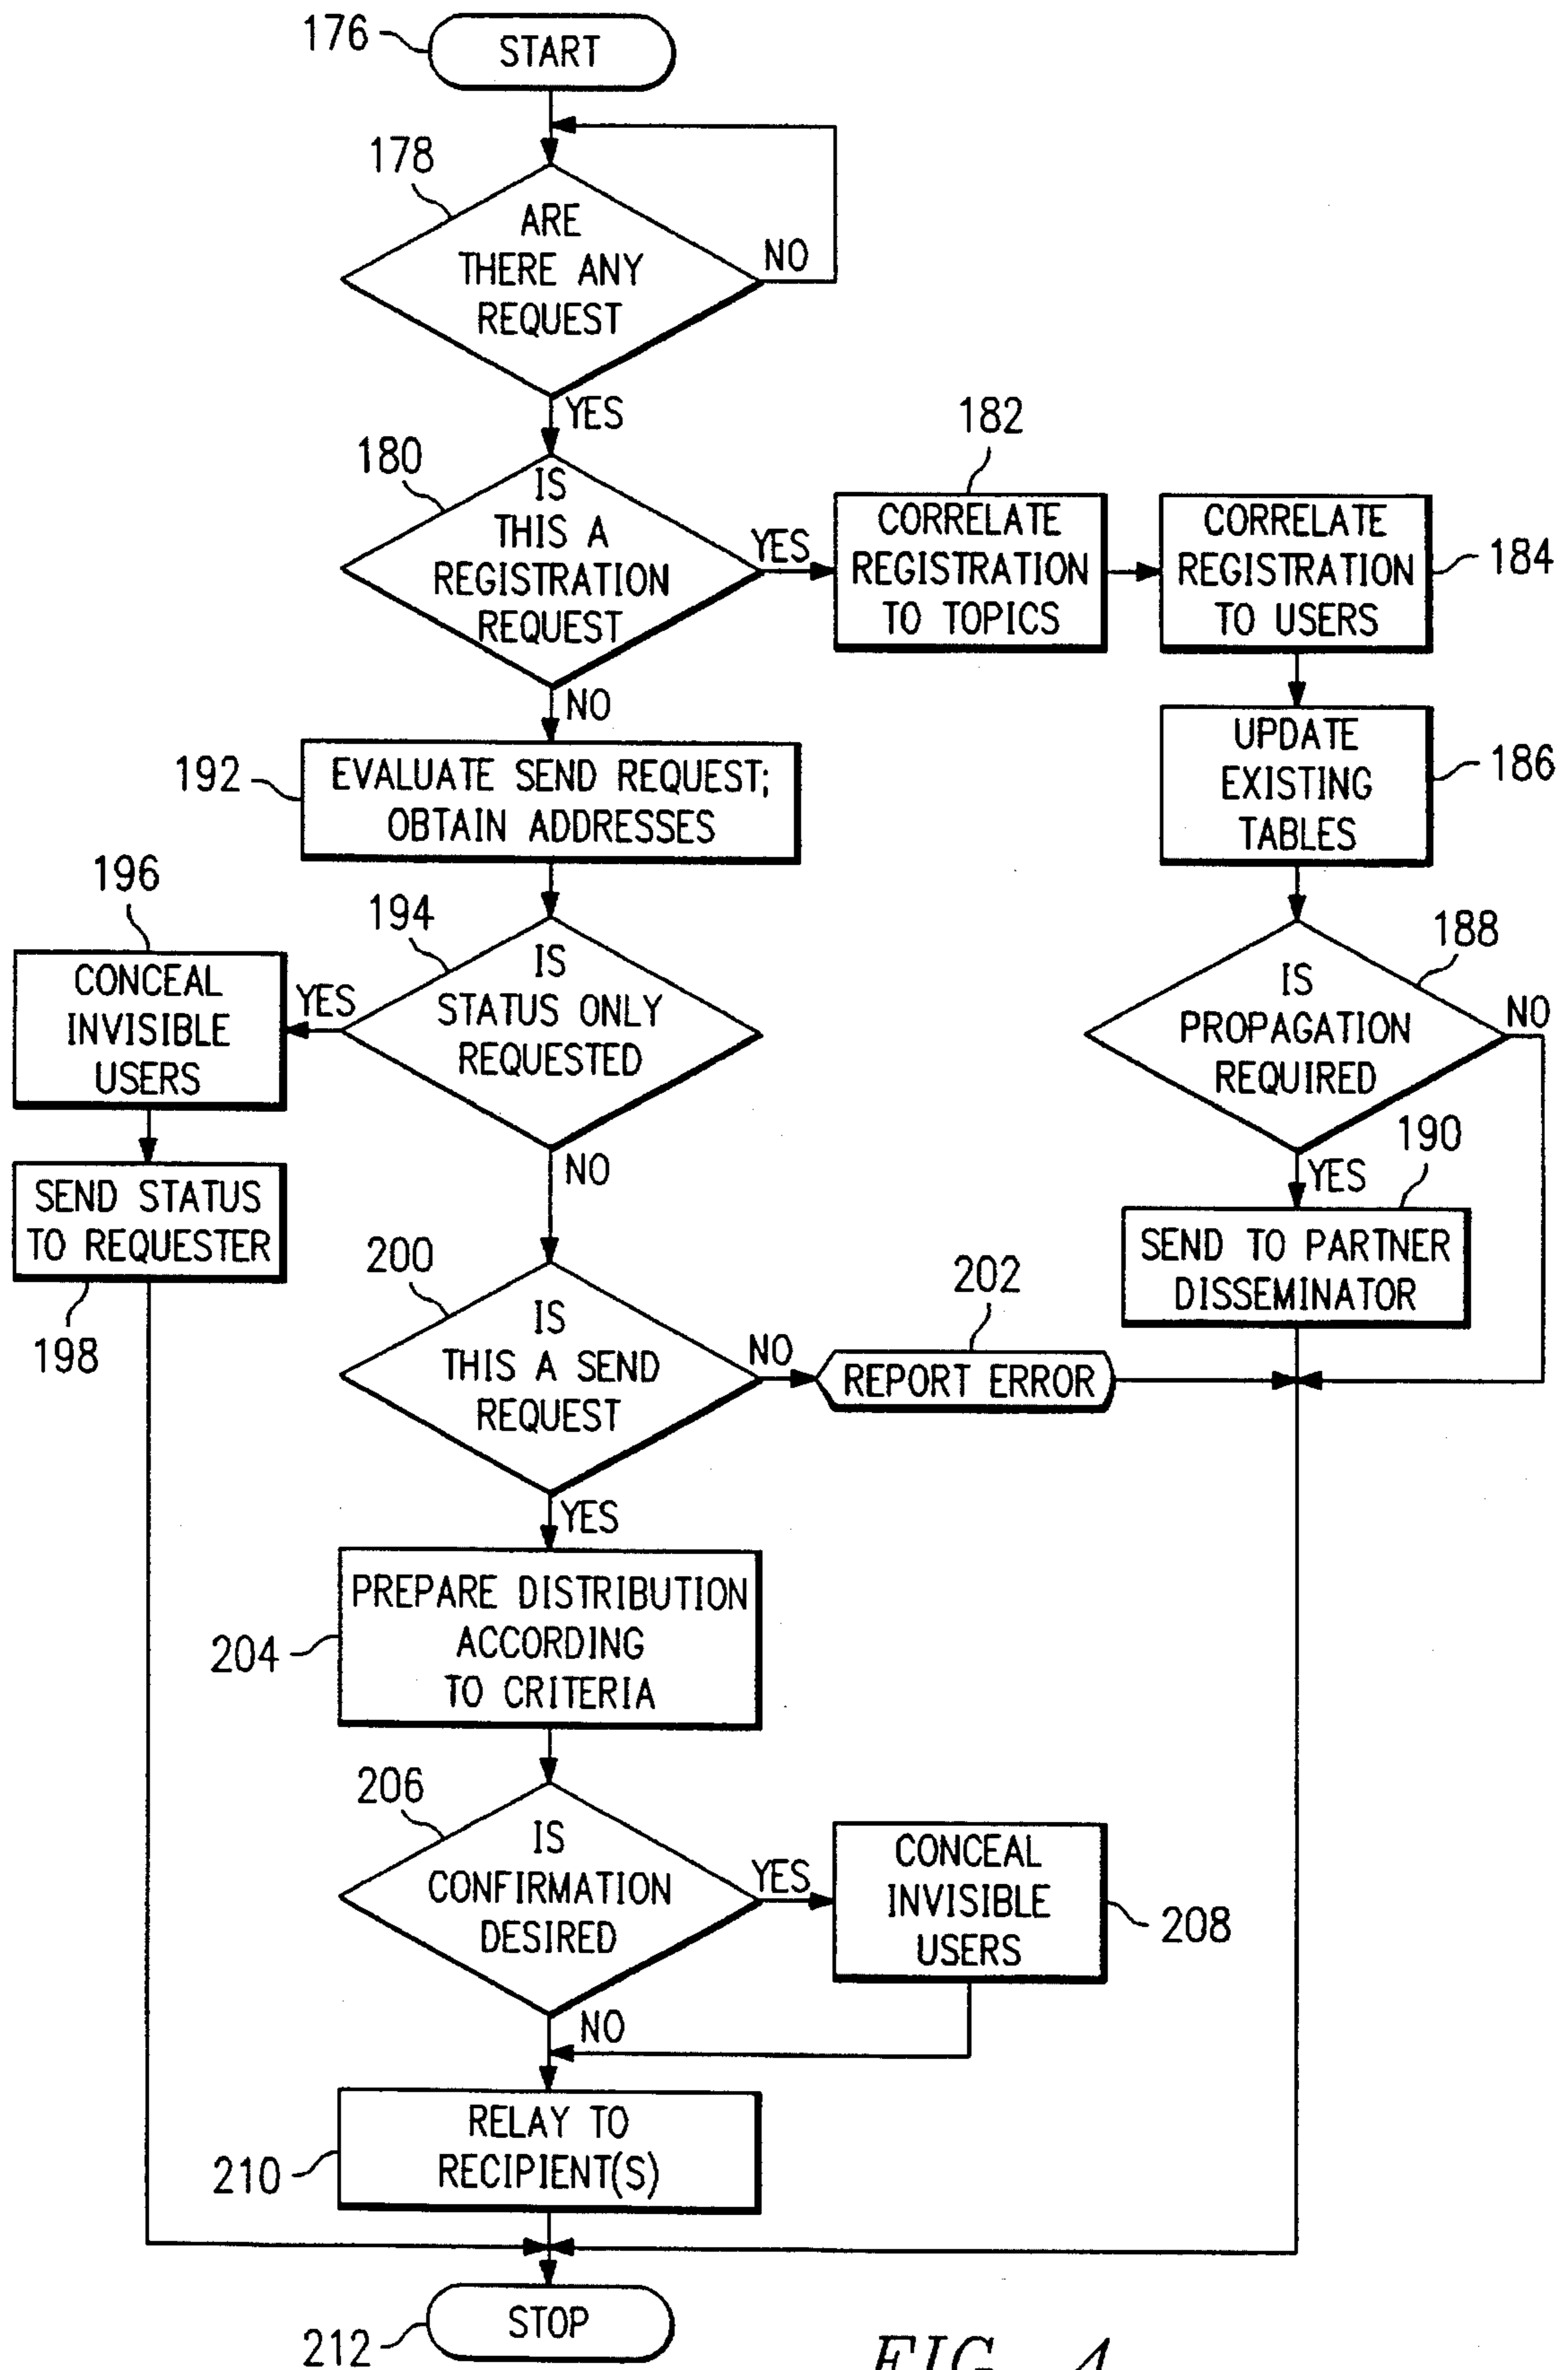 176
START
178
ARE
THERE ANY
REQUEST
NO
YES
180
IS
THIS A
REGISTRATION
REQUEST
YES
182
CORRELATE
REGISTRATION
TO TOPICS
CORRELATE
REGISTRATION
TO USERS
184
NO
UPDATE
EXISTING
TABLES
186
192
EVALUATE SEND REQUEST;
OBTAIN ADDRESSES
196
194
IS
STATUS ONLY
REQUESTED
YES
CONCEAL
INVISIBLE
USERS
188
IS
PROPAGATION
REQUIRED
NO
190
YES
NO
SEND STATUS
TO REQUESTER
198
SEND TO PARTNER
DISSEMINATOR
200
IS
THIS A SEND
REQUEST
NO
202
REPORT ERROR
YES
PREPARE DISTRIBUTION
ACCORDING
TO CRITERIA
204
206
IS
CONFIRMATION
DESIRED
YES
CONCEAL
INVISIBLE
USERS
208
NO
RELAY TO
RECIPIENT(S)
210
STOP
212
FIG. 4